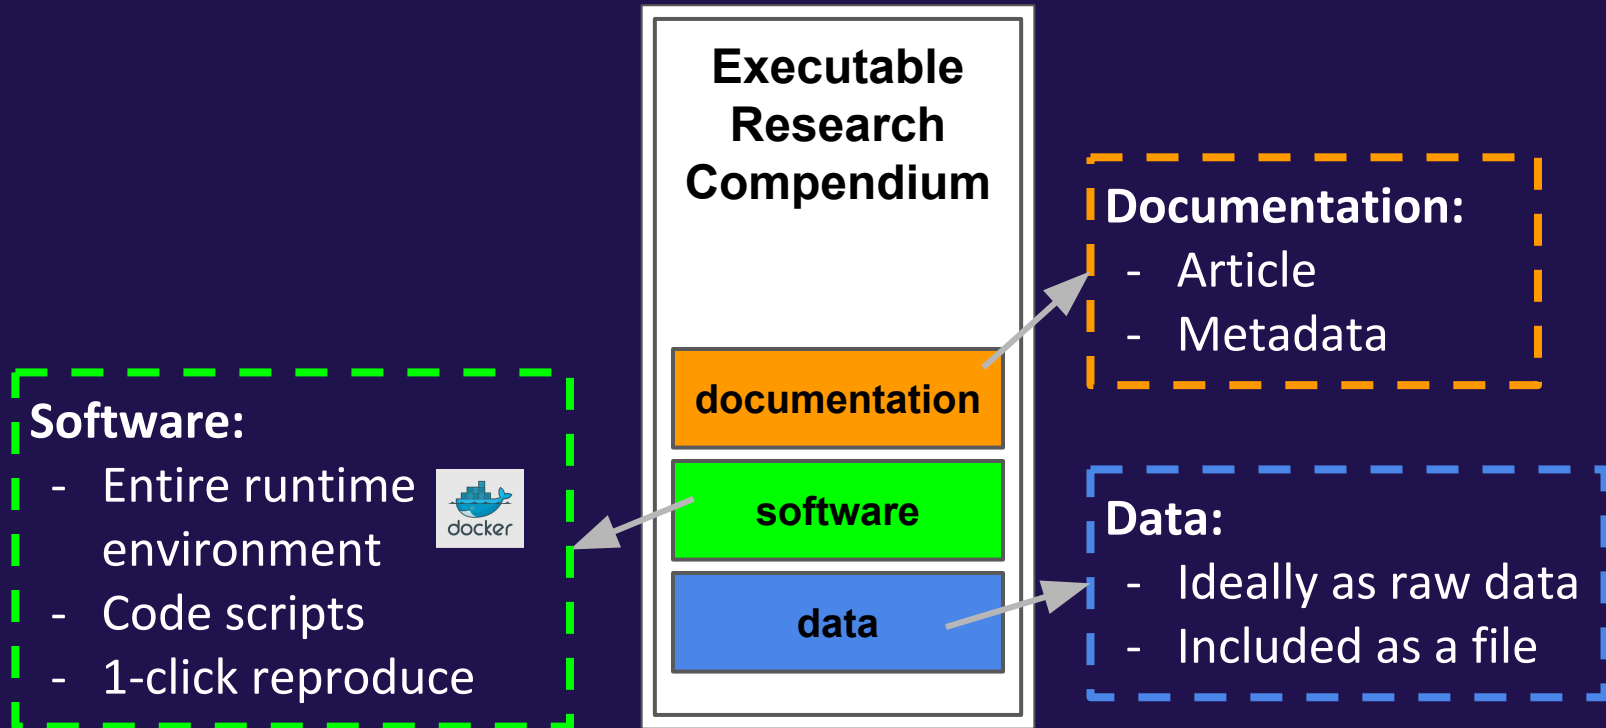 Executable
Research
Compendium
documentation
software
data
Documentation:
- Article
- Metadata
Software:
- Entire runtime
environment
- Code scripts
- 1-click reproduce
docker
Data:
- Ideally as raw data
- Included as a file